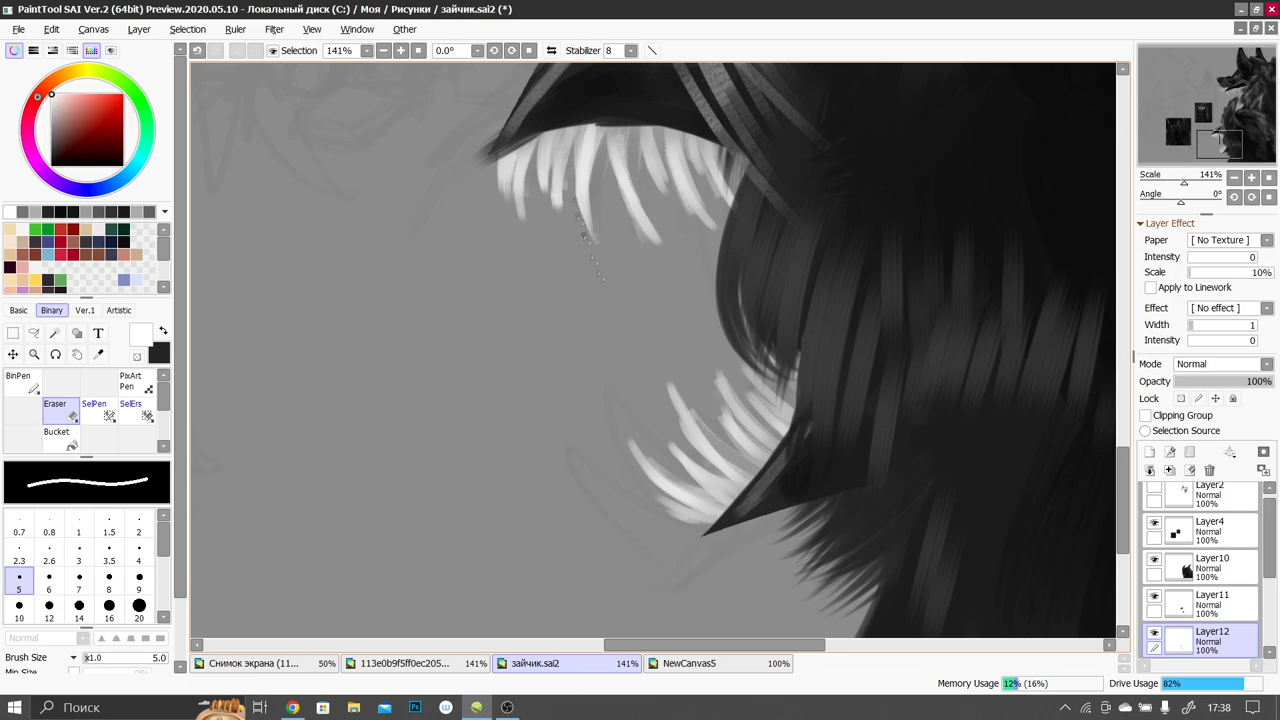 PaintTool SAI Ver.2 (64bit) Preview.2020.05.10 - Локальный диск (C:) / Моя / Рисунки / зайчик.sai2 (*)
File Edit Canvas Layer Selection Ruler Filter View Window Other
Selection 141% 0.0° Stabilizer 8
Scale 141%
Angle 0°
Layer Effect
Paper [ No Texture ]
Intensity 0
Scale 10%
Apply to Linework
Effect [ No effect ]
Width 1
Intensity 0
Mode Normal
Opacity 100%
Lock
Clipping Group
Selection Source
Layer2
Normal
100%
Layer4
Normal
100%
Layer10
Normal
100%
Layer11
Normal
100%
Layer12
Normal
100%
Basic Binary Ver.1 Artistic
T
BinPen PixArt Pen
Eraser SelPen SelErs
Bucket
0.7 0.8 1 1.5 2
2.3 2.6 3 3.5 4
5 6 7 8 9
10 12 14 16 20
Normal
Brush Size x1.0 5.0
Снимок экрана (11... 50% 113e0b9f5ff0ec205... 141% зайчик.sai2 141% NewCanvas5 100%
Memory Usage 12% (16%) Drive Usage 82%
Поиск Ps 17:38